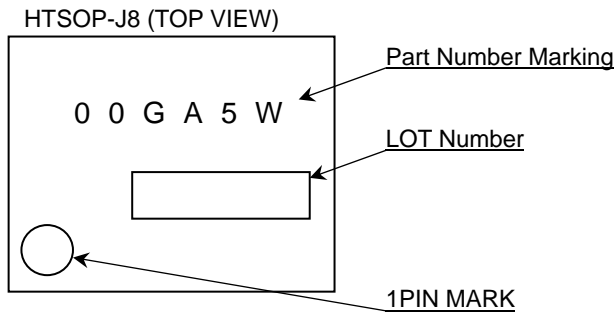 HTSOP-J8 (TOP VIEW)
Part Number Marking
0 0 G A 5 W
LOT Number
1PIN MARK